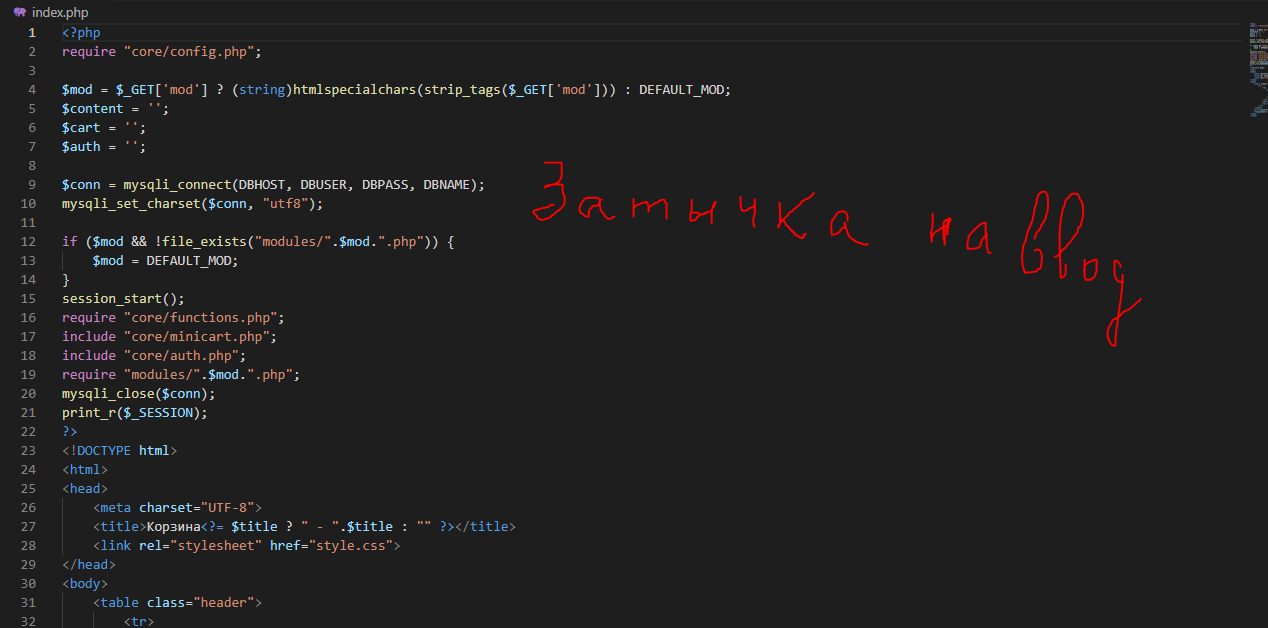 index.php
1 <?php
2 require "core/config.php";
3
4 $mod = $_GET['mod'] ? (string)htmlspecialchars(strip_tags($_GET['mod'])) : DEFAULT_MOD;
5 $content = '';
6 $cart = '';
7 $auth = '';
8
9 $conn = mysqli_connect(DBHOST, DBUSER, DBPASS, DBNAME);
10 mysqli_set_charset($conn, "utf8");
11
12 if ($mod && !file_exists("modules/".$mod.".php")) {
13 $mod = DEFAULT_MOD;
14 }
15 session_start();
16 require "core/functions.php";
17 include "core/minicart.php";
18 include "core/auth.php";
19 require "modules/".$mod.".php";
20 mysqli_close($conn);
21 print_r($_SESSION);
22 ?>
23 <!DOCTYPE html>
24 <html>
25 <head>
26 <meta charset="UTF-8">
27 <title>Корзина<?= $title ? " - ".$title : "" ?></title>
28 <link rel="stylesheet" href="style.css">
29 </head>
30 <body>
31 <table class="header">
32 <tr>
Затычка на ввод